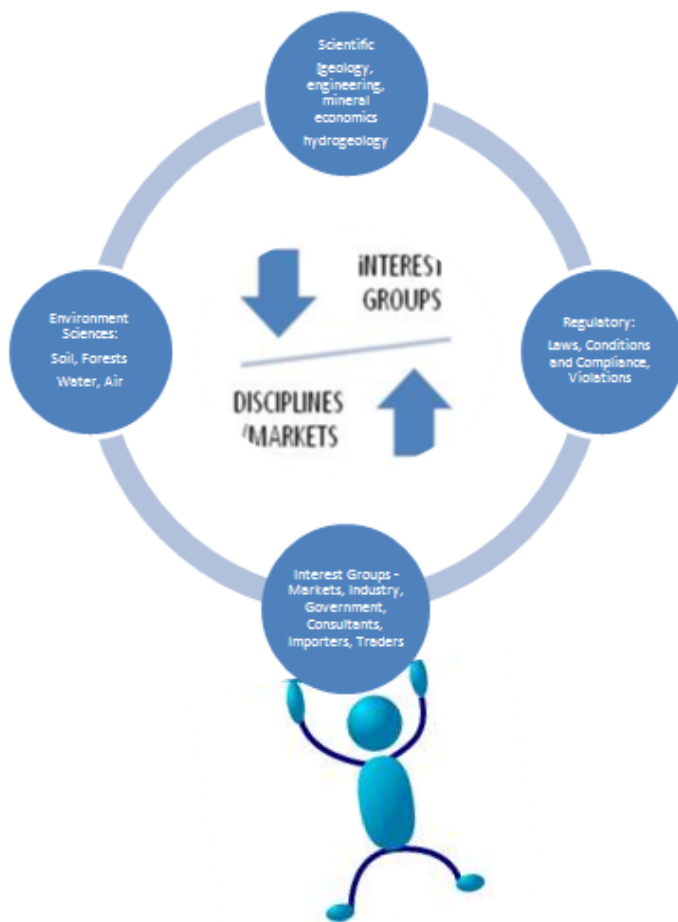 Scientific
[geology,
engineering,
mineral
economics
hydrogeology
INTEREST
GROUPS
Environment
Sciences:
Soil, Forests
Water, Air
Regulatory:
Laws, Conditions
and Compliance,
Violations
DISCIPLINES
/MARKETS
Interest Groups -
Markets, Industry,
Government,
Consultants,
Importers, Traders